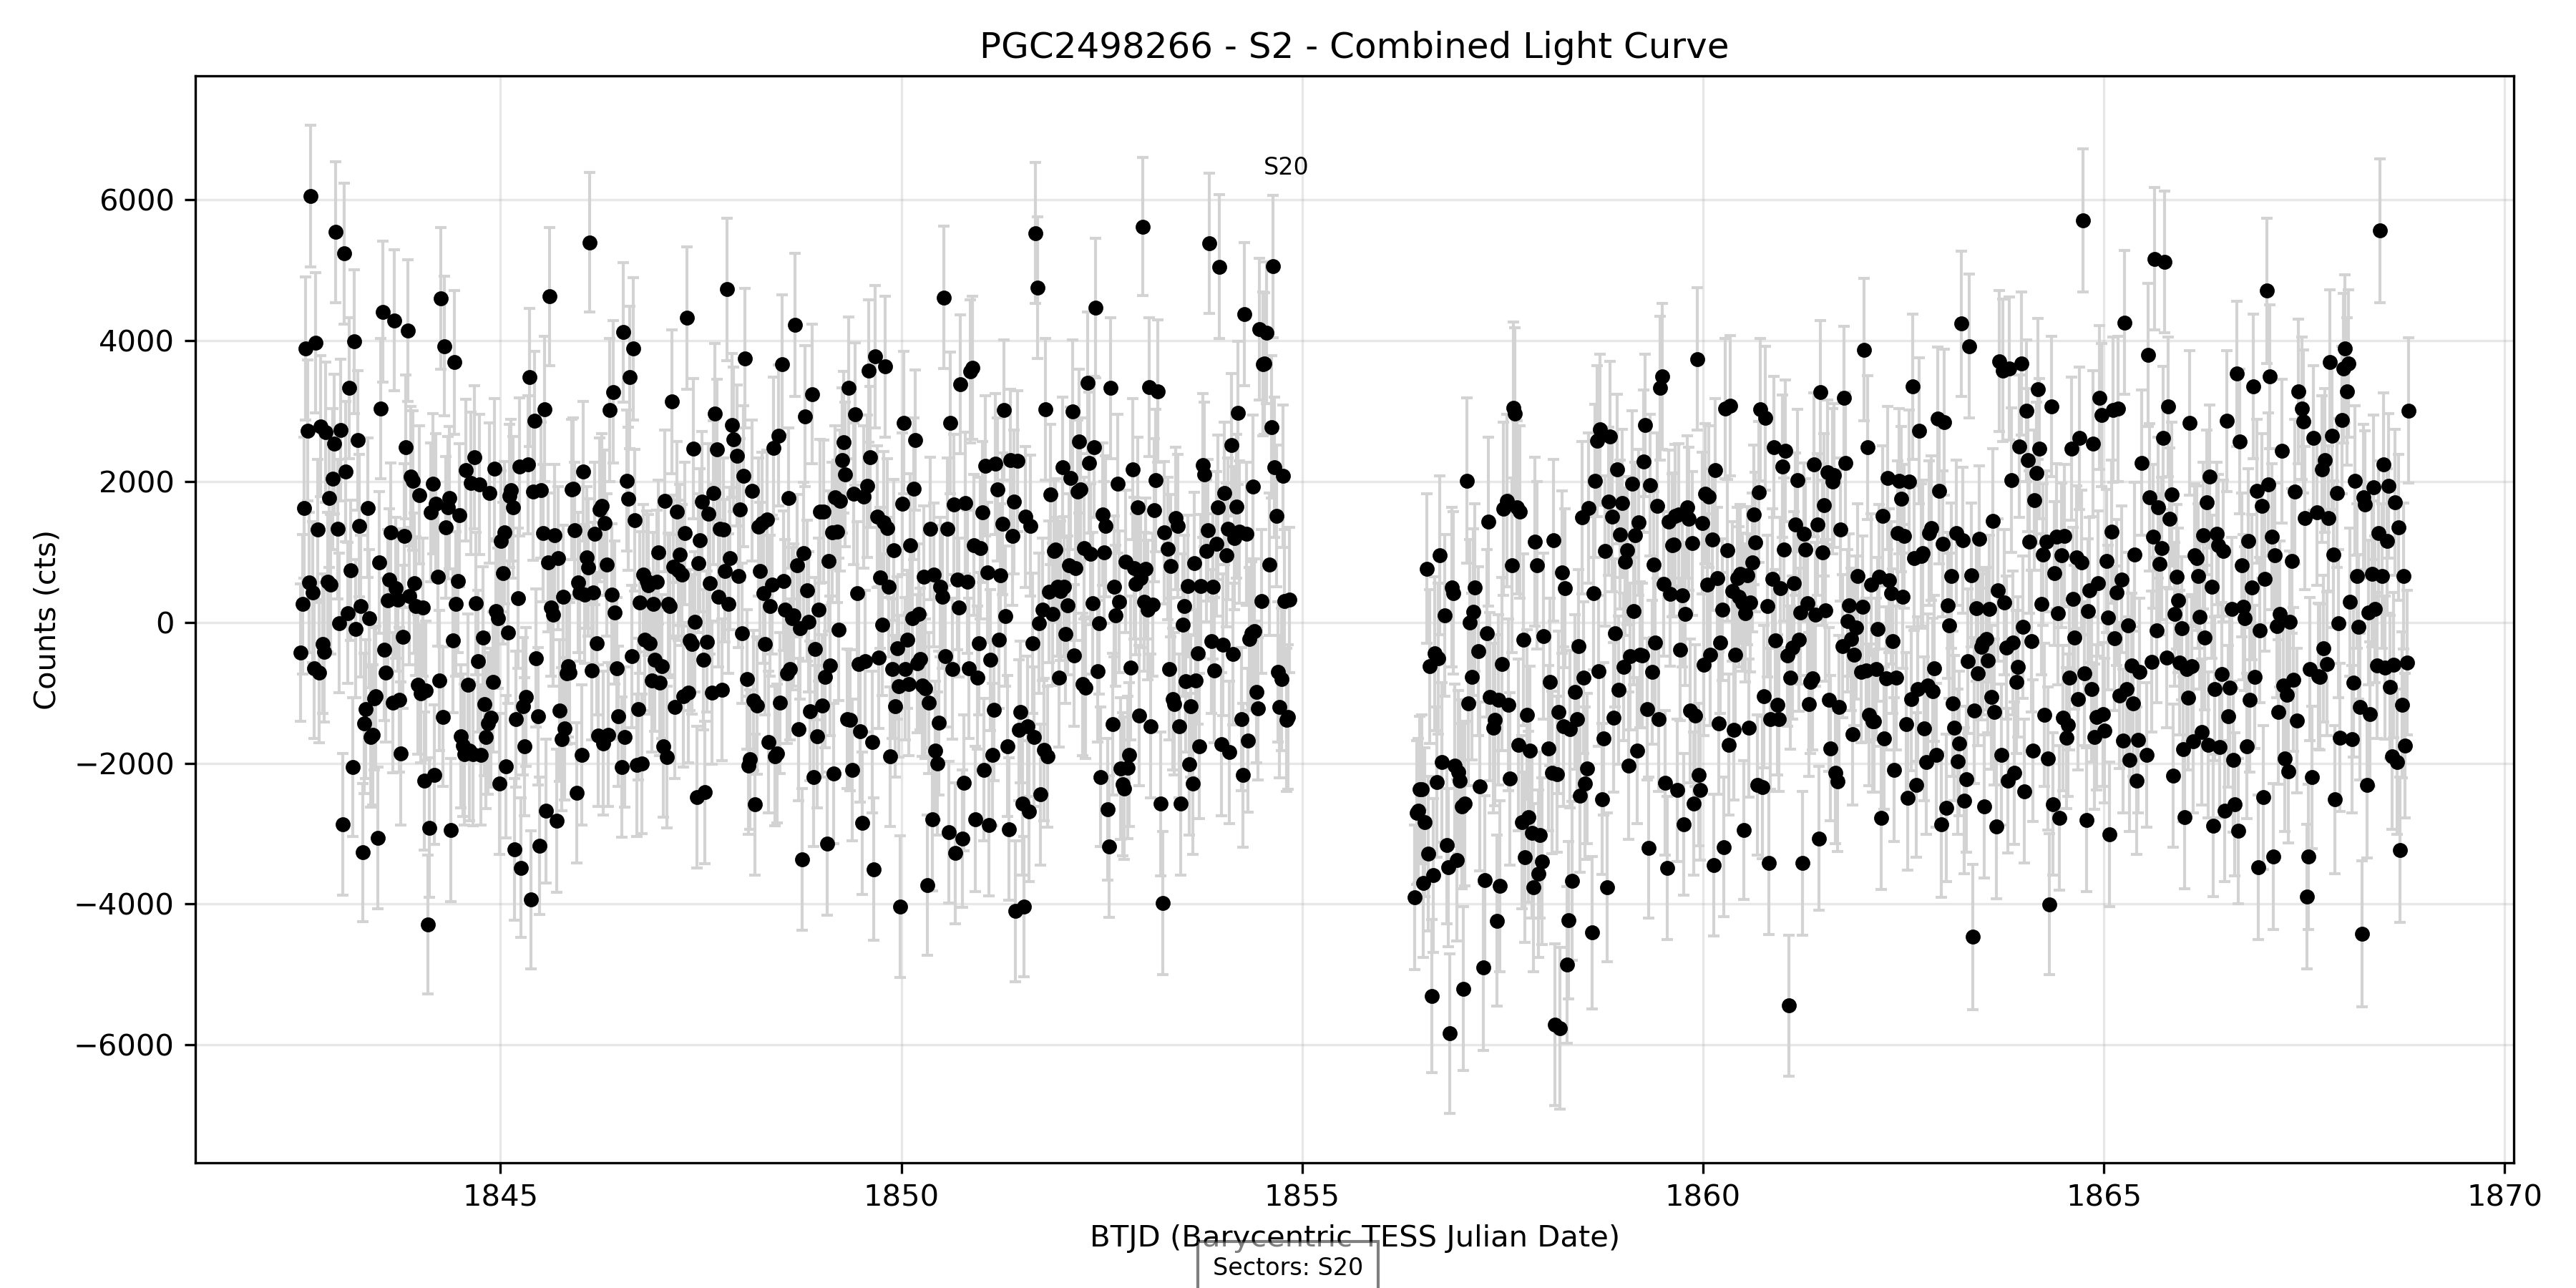 PGC2498266 - S2 - Combined Light Curve
Counts (cts)
6000
4000
2000
0
−2000
−4000
−6000
S20
1845
1850
1855
1860
1865
1870
BTJD (Barycentric TESS Julian Date)
Sectors: S20